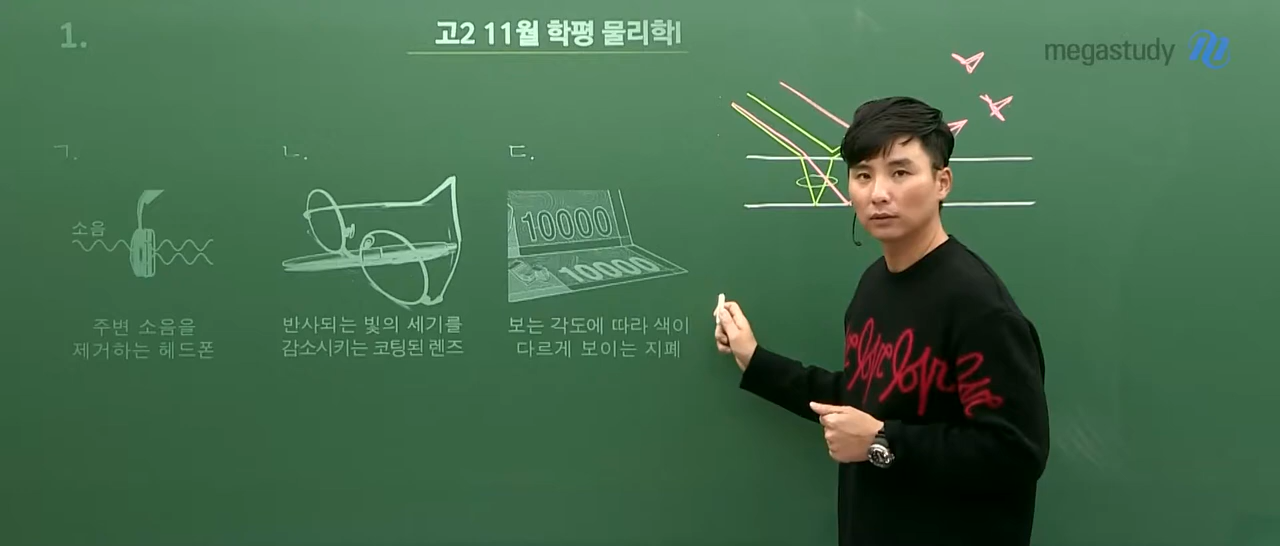 1.
고2 11월 학평 물리학I
megastudy
ㄱ.
소음
주변 소음을
제거하는 헤드폰
ㄴ.
반사되는 빛의 세기를
감소시키는 코팅된 렌즈
ㄷ.
10000
10000
보는 각도에 따라 색이
다르게 보이는 지폐
love love